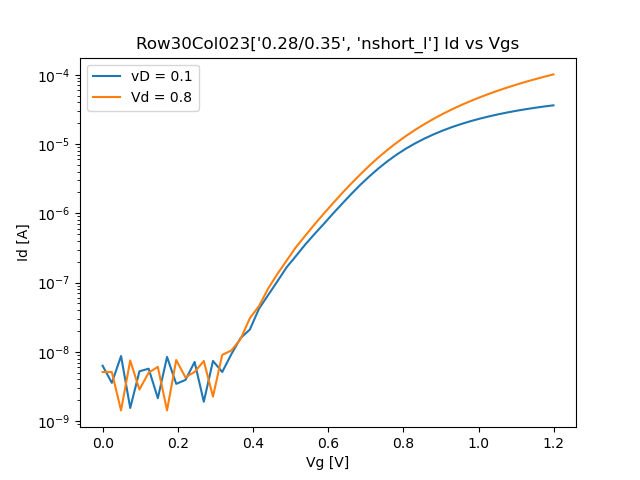 Row30Col023['0.28/0.35', 'nshort_l'] Id vs Vgs
vD = 0.1
Vd = 0.8
10⁻⁴
10⁻⁵
10⁻⁶
10⁻⁷
10⁻⁸
10⁻⁹
Id [A]
0.0 0.2 0.4 0.6 0.8 1.0 1.2
Vg [V]